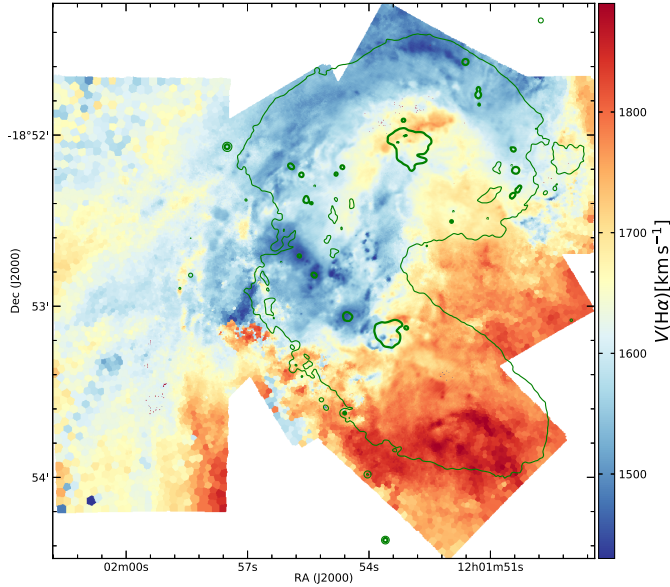 -18°52'
53'
54'
Dec (J2000)
02m00s
57s
54s
12h01m51s
RA (J2000)
1800
1700
1600
1500
V(Hα)[km s⁻¹]